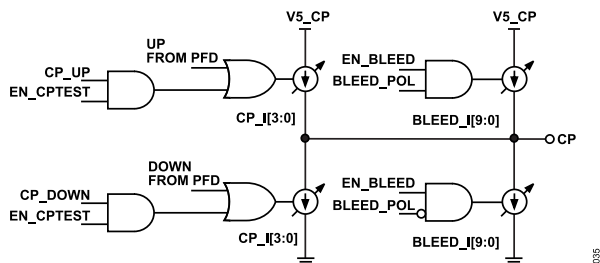 V5_CP
V5_CP
UP
FROM PFD
CP_UP
EN_CPTEST
EN_BLEED
BLEED_POL
CP_I[3:0]
BLEED_I[9:0]
CP
DOWN
FROM PFD
CP_DOWN
EN_CPTEST
EN_BLEED
BLEED_POL
CP_I[3:0]
BLEED_I[9:0]
035